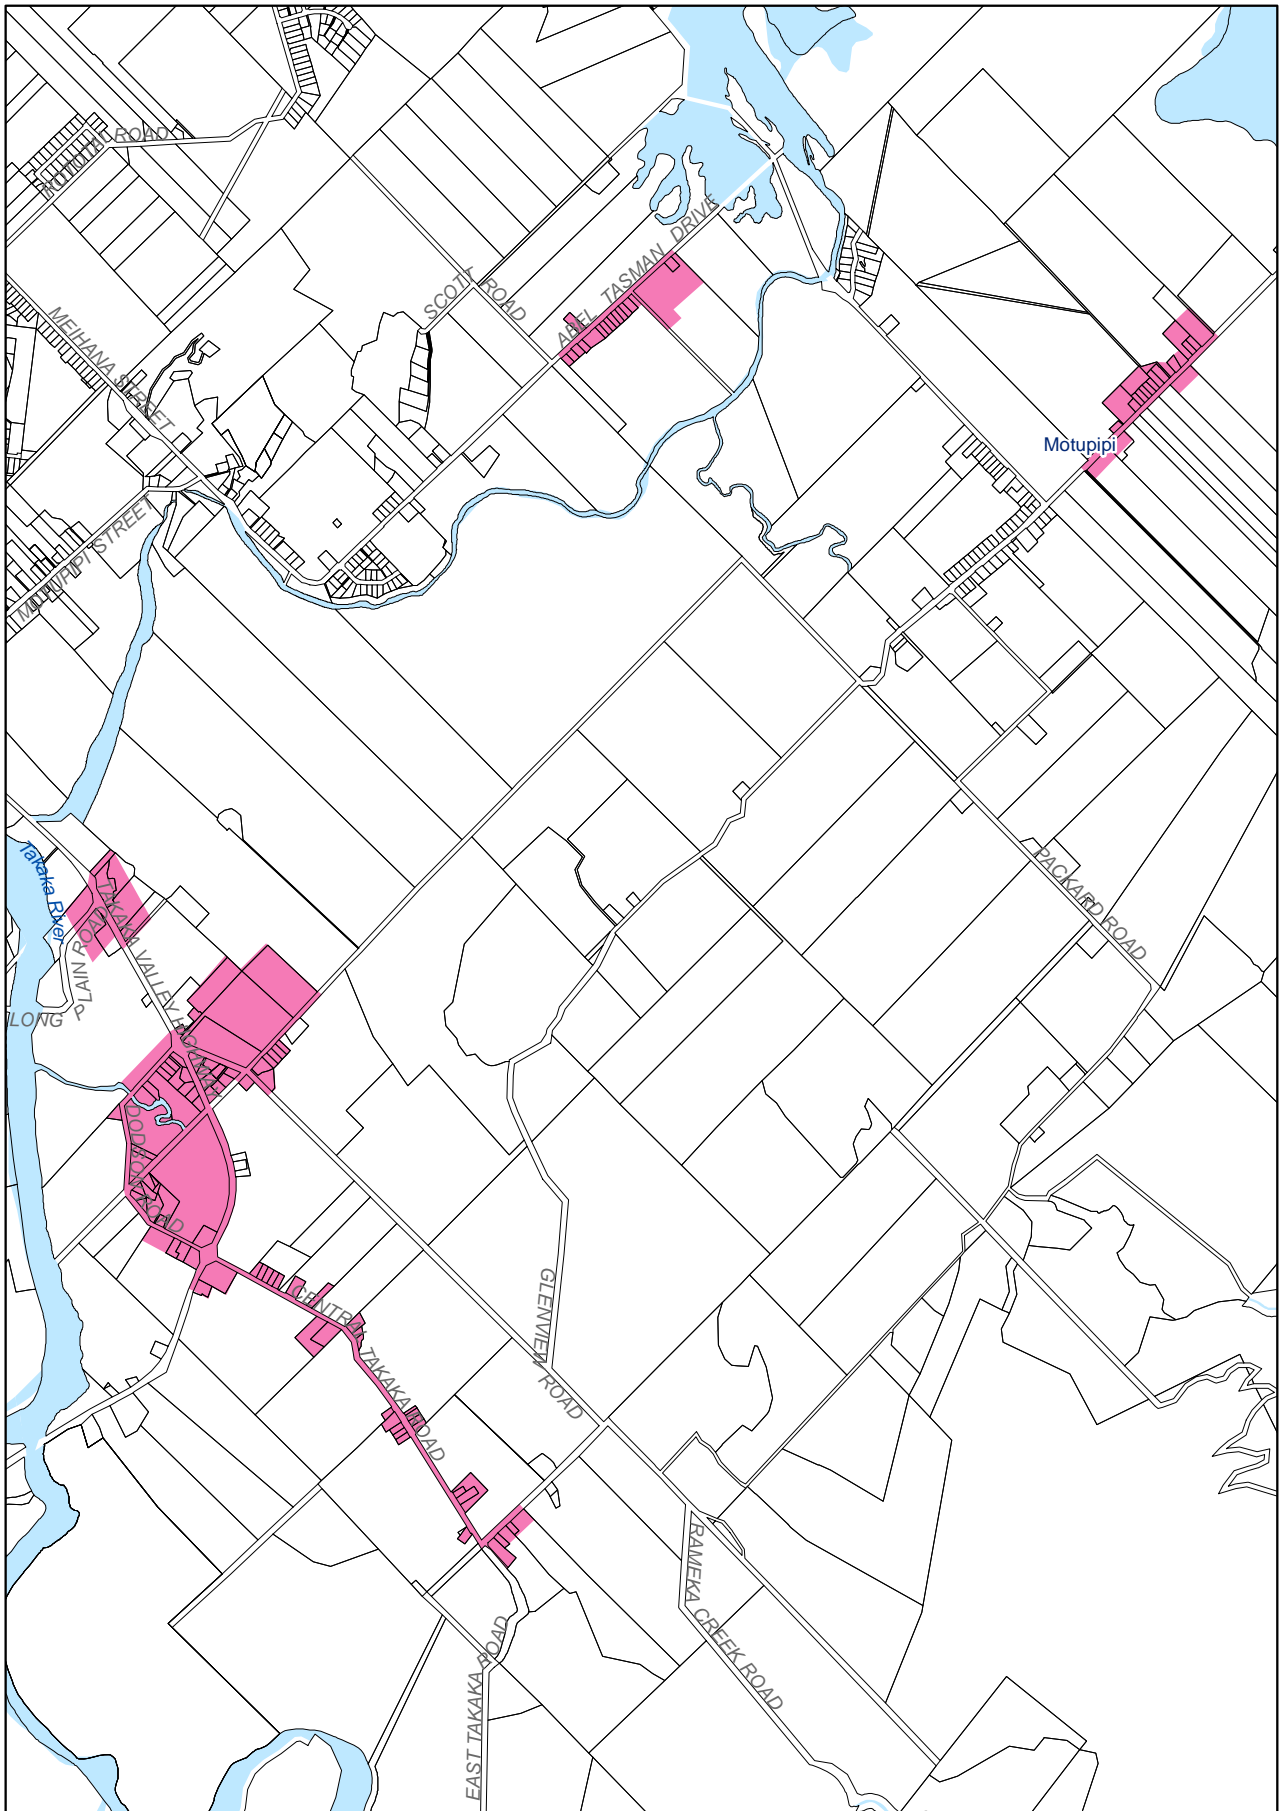 ROTOTAI ROAD
ABEL TASMAN DRIVE
SCOTT ROAD
MEIHANA STREET
Motupipi
MOTUPIPI STREET
Takaka River
PACKARD ROAD
TAKAKA VALLEY HIGHWAY
LONG PLAIN ROAD
DODSON ROAD
CENTRAL TAKAKA ROAD
GLENVIEW ROAD
RAMEKA CREEK ROAD
EAST TAKAKA ROAD